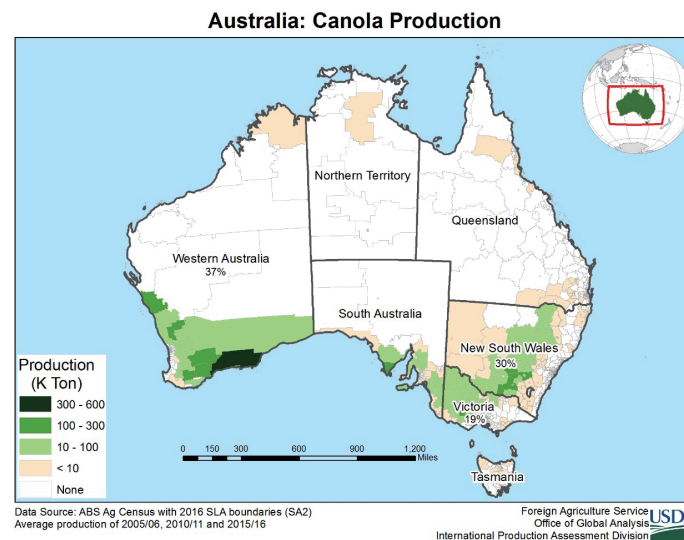 Australia: Canola Production
Northern Territory
Queensland
Western Australia
37%
South Australia
New South Wales
30%
Victoria
19%
Tasmania
Production
(K Ton)
300 - 600
100 - 300
10 - 100
< 10
None
0 150 300 600 900 1,200
Miles
Data Source: ABS Ag Census with 2016 SLA boundaries (SA2)
Average production of 2005/06, 2010/11 and 2015/16
Foreign Agriculture Service
Office of Global Analysis
International Production Assessment Division
USD